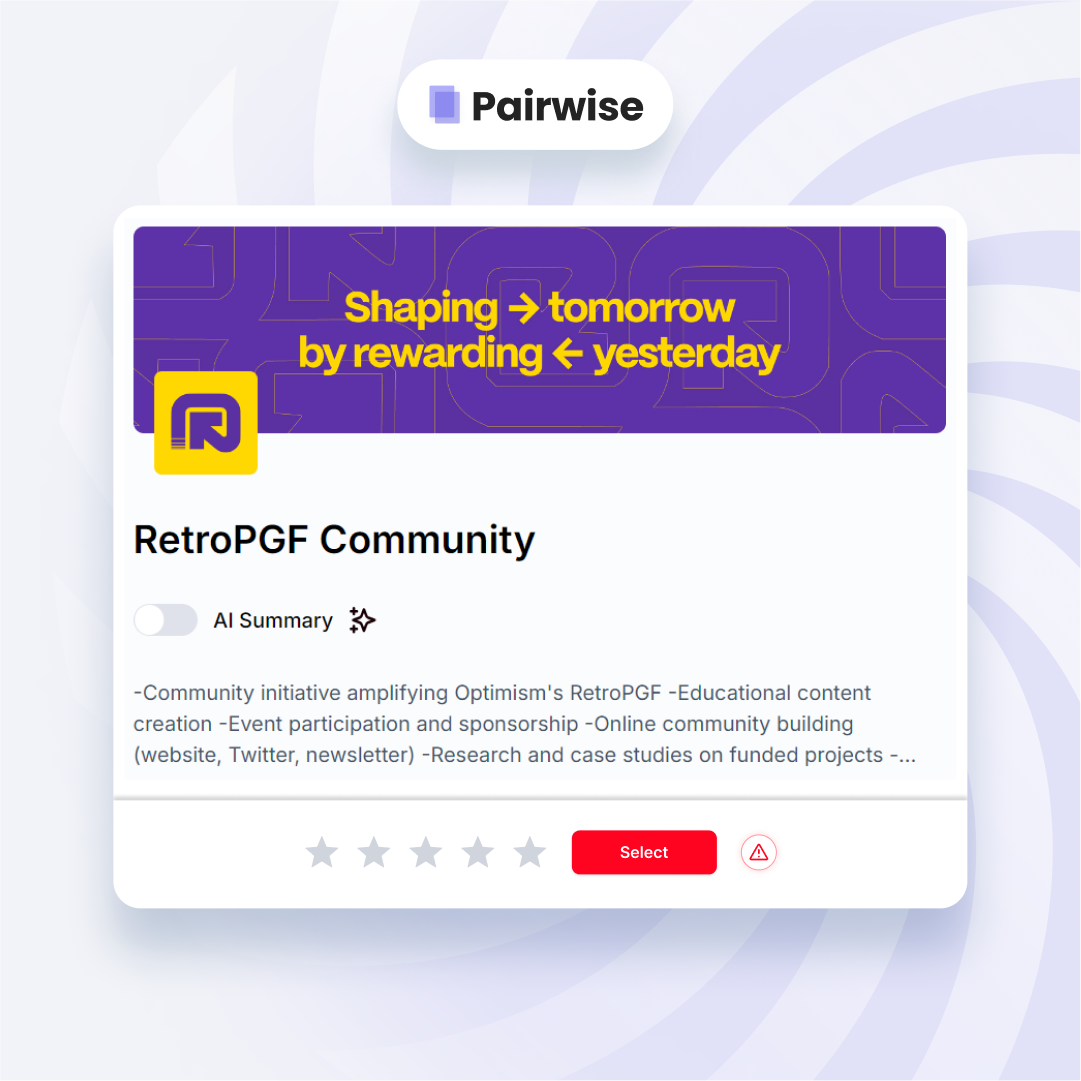 Pairwise
Shaping → tomorrow
by rewarding ← yesterday
RetroPGF Community
AI Summary
-Community initiative amplifying Optimism's RetroPGF -Educational content
creation -Event participation and sponsorship -Online community building
(website, Twitter, newsletter) -Research and case studies on funded projects -...
Select